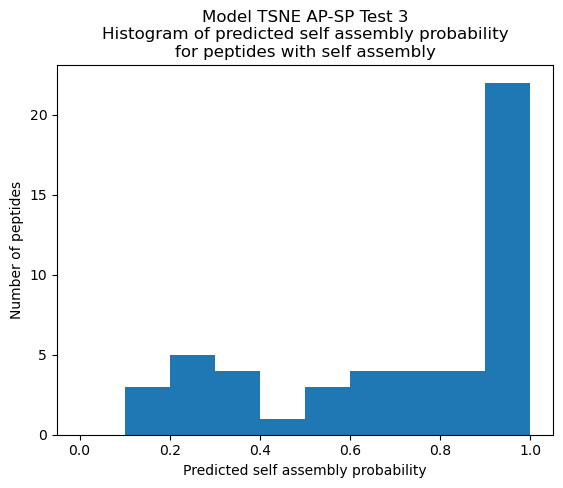 Model TSNE AP-SP Test 3
Histogram of predicted self assembly probability
for peptides with self assembly
Number of peptides
20
15
10
5
0
0.0 0.2 0.4 0.6 0.8 1.0
Predicted self assembly probability